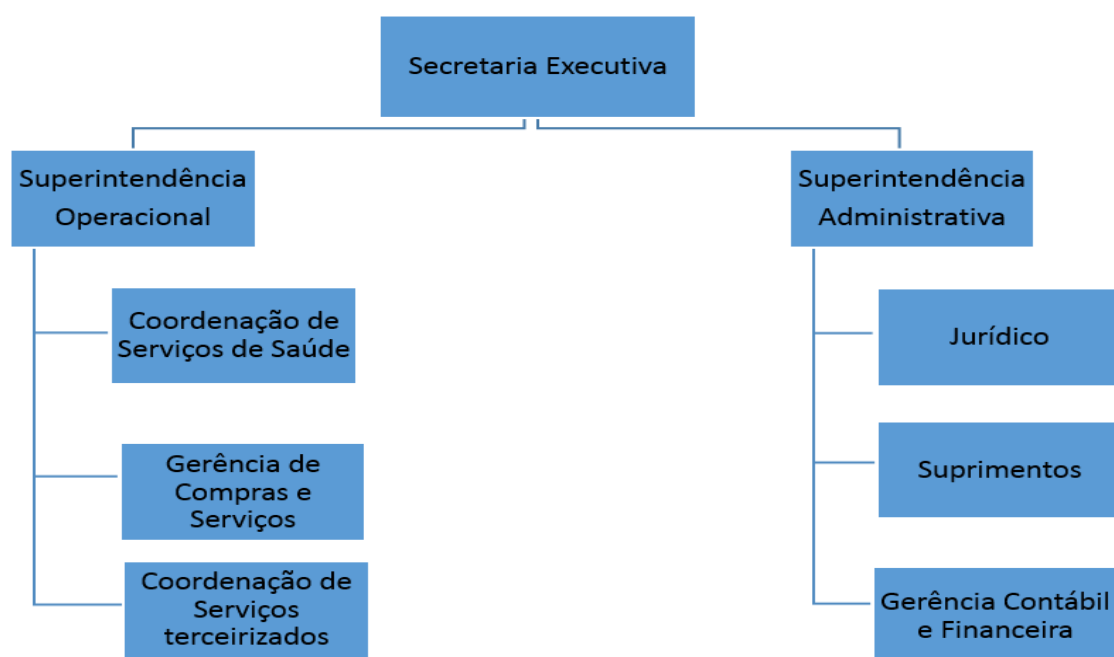 Secretaria Executiva
Superintendência
Operacional
Superintendência
Administrativa
Coordenação de
Serviços de Saúde
Gerência de
Compras e
Serviços
Coordenação de
Serviços
terceirizados
Jurídico
Suprimentos
Gerência Contábil
e Financeira